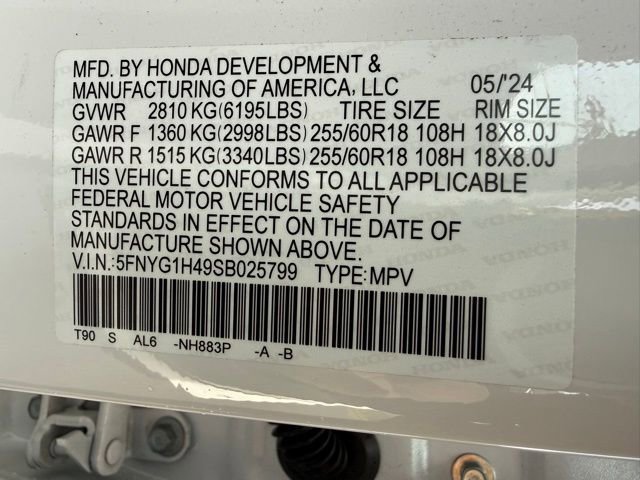 MFD. BY HONDA DEVELOPMENT &
MANUFACTURING OF AMERICA, LLC 05/'24
GVWR 2810 KG(6195LBS) TIRE SIZE RIM SIZE
GAWR F 1360 KG(2998LBS) 255/60R18 108H 18X8.0J
GAWR R 1515 KG(3340LBS) 255/60R18 108H 18X8.0J
THIS VEHICLE CONFORMS TO ALL APPLICABLE
FEDERAL MOTOR VEHICLE SAFETY
STANDARDS IN EFFECT ON THE DATE OF
MANUFACTURE SHOWN ABOVE.
V.I.N.:5FNYG1H49SB025799 TYPE:MPV
T90 S AL6 -NH883P -A -B